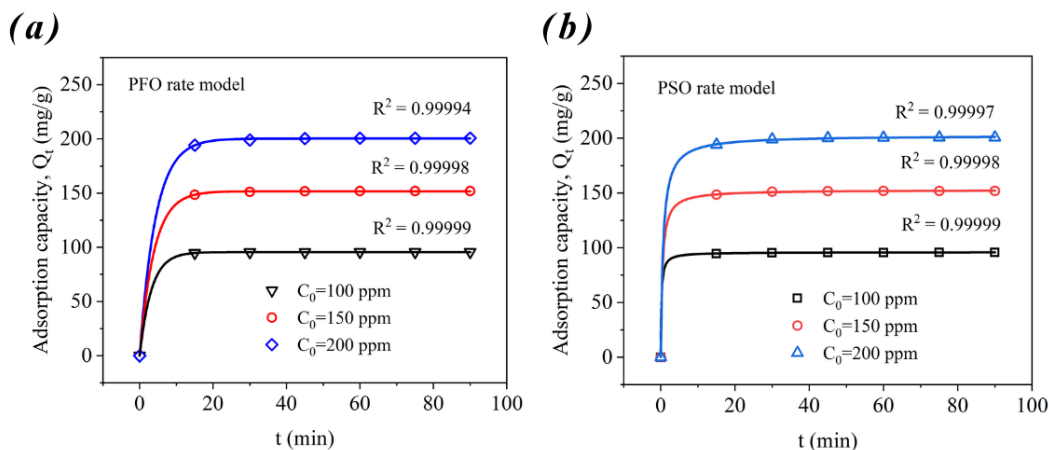 (a)
PFO rate model
R² = 0.99994
R² = 0.99998
R² = 0.99999
C₀=100 ppm
C₀=150 ppm
C₀=200 ppm
250
200
150
100
50
0
Adsorption capacity, Qₜ (mg/g)
0 20 40 60 80 100
t (min)
(b)
PSO rate model
R² = 0.99997
R² = 0.99998
R² = 0.99999
C₀=100 ppm
C₀=150 ppm
C₀=200 ppm
250
200
150
100
50
0
Adsorption capacity, Qₜ (mg/g)
0 20 40 60 80 100
t (min)